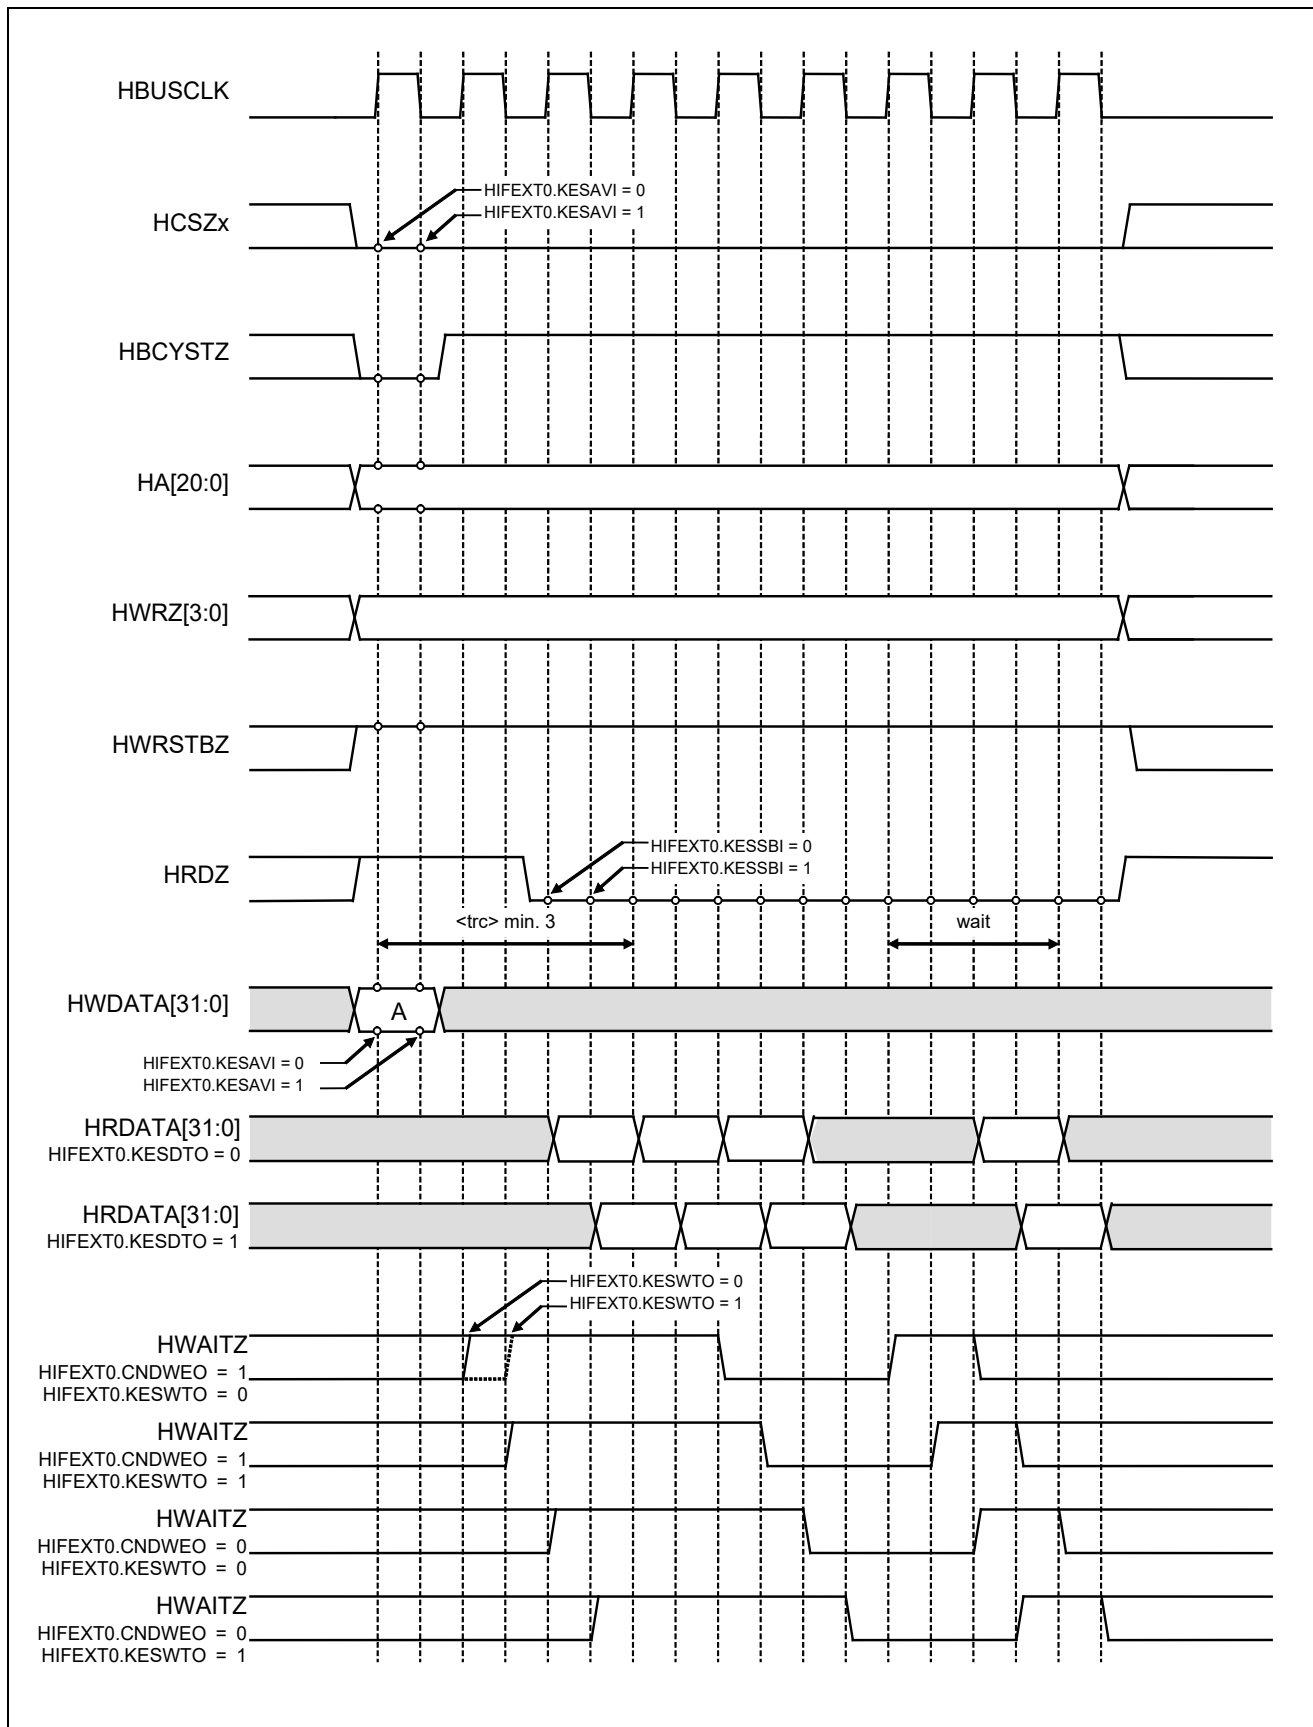 HBUSCLK
HIFEXT0.KESAVI = 0
HIFEXT0.KESAVI = 1
HCSZx
HBCYSTZ
HA[20:0]
HWRZ[3:0]
HWRSTBZ
HIFEXT0.KESSBI = 0
HIFEXT0.KESSBI = 1
HRDZ
<trc> min. 3
wait
HWDATA[31:0]
A
HIFEXT0.KESAVI = 0
HIFEXT0.KESAVI = 1
HRDATA[31:0]
HIFEXT0.KESDTO = 0
HRDATA[31:0]
HIFEXT0.KESDTO = 1
HIFEXT0.KESWTO = 0
HIFEXT0.KESWTO = 1
HWAITZ
HIFEXT0.CNDWEO = 1
HIFEXT0.KESWTO = 0
HWAITZ
HIFEXT0.CNDWEO = 1
HIFEXT0.KESWTO = 1
HWAITZ
HIFEXT0.CNDWEO = 0
HIFEXT0.KESWTO = 0
HWAITZ
HIFEXT0.CNDWEO = 0
HIFEXT0.KESWTO = 1